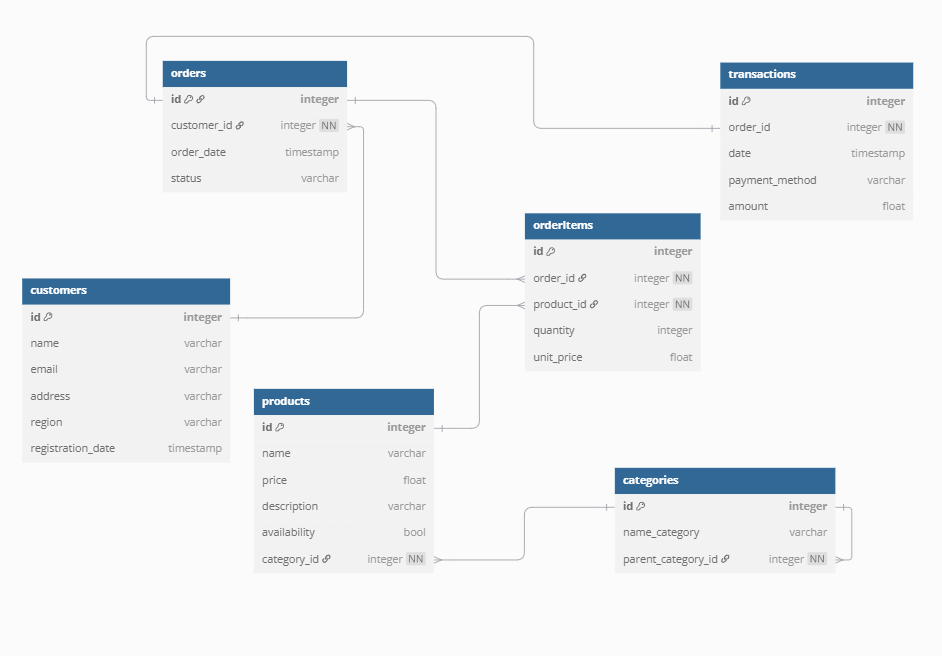 orders
id integer
customer_id integer NN
order_date timestamp
status varchar
transactions
id integer
order_id integer NN
date timestamp
payment_method varchar
amount float
orderItems
id integer
order_id integer NN
product_id integer NN
quantity integer
unit_price float
customers
id integer
name varchar
email varchar
address varchar
region varchar
registration_date timestamp
products
id integer
name varchar
price float
description varchar
availability bool
category_id integer NN
categories
id integer
name_category varchar
parent_category_id integer NN